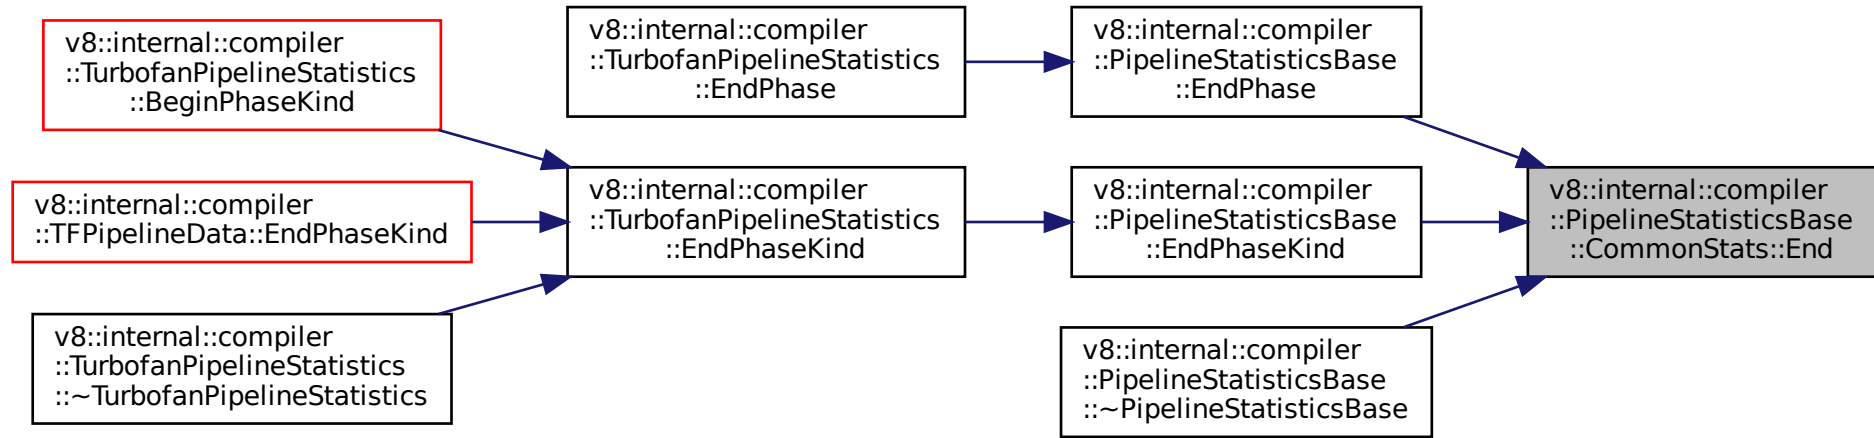 v8::internal::compiler
::TurbofanPipelineStatistics
::BeginPhaseKind
v8::internal::compiler
::TFPipelineData::EndPhaseKind
v8::internal::compiler
::TurbofanPipelineStatistics
::~TurbofanPipelineStatistics
v8::internal::compiler
::TurbofanPipelineStatistics
::EndPhase
v8::internal::compiler
::TurbofanPipelineStatistics
::EndPhaseKind
v8::internal::compiler
::PipelineStatisticsBase
::EndPhase
v8::internal::compiler
::PipelineStatisticsBase
::EndPhaseKind
v8::internal::compiler
::PipelineStatisticsBase
::~PipelineStatisticsBase
v8::internal::compiler
::PipelineStatisticsBase
::CommonStats::End